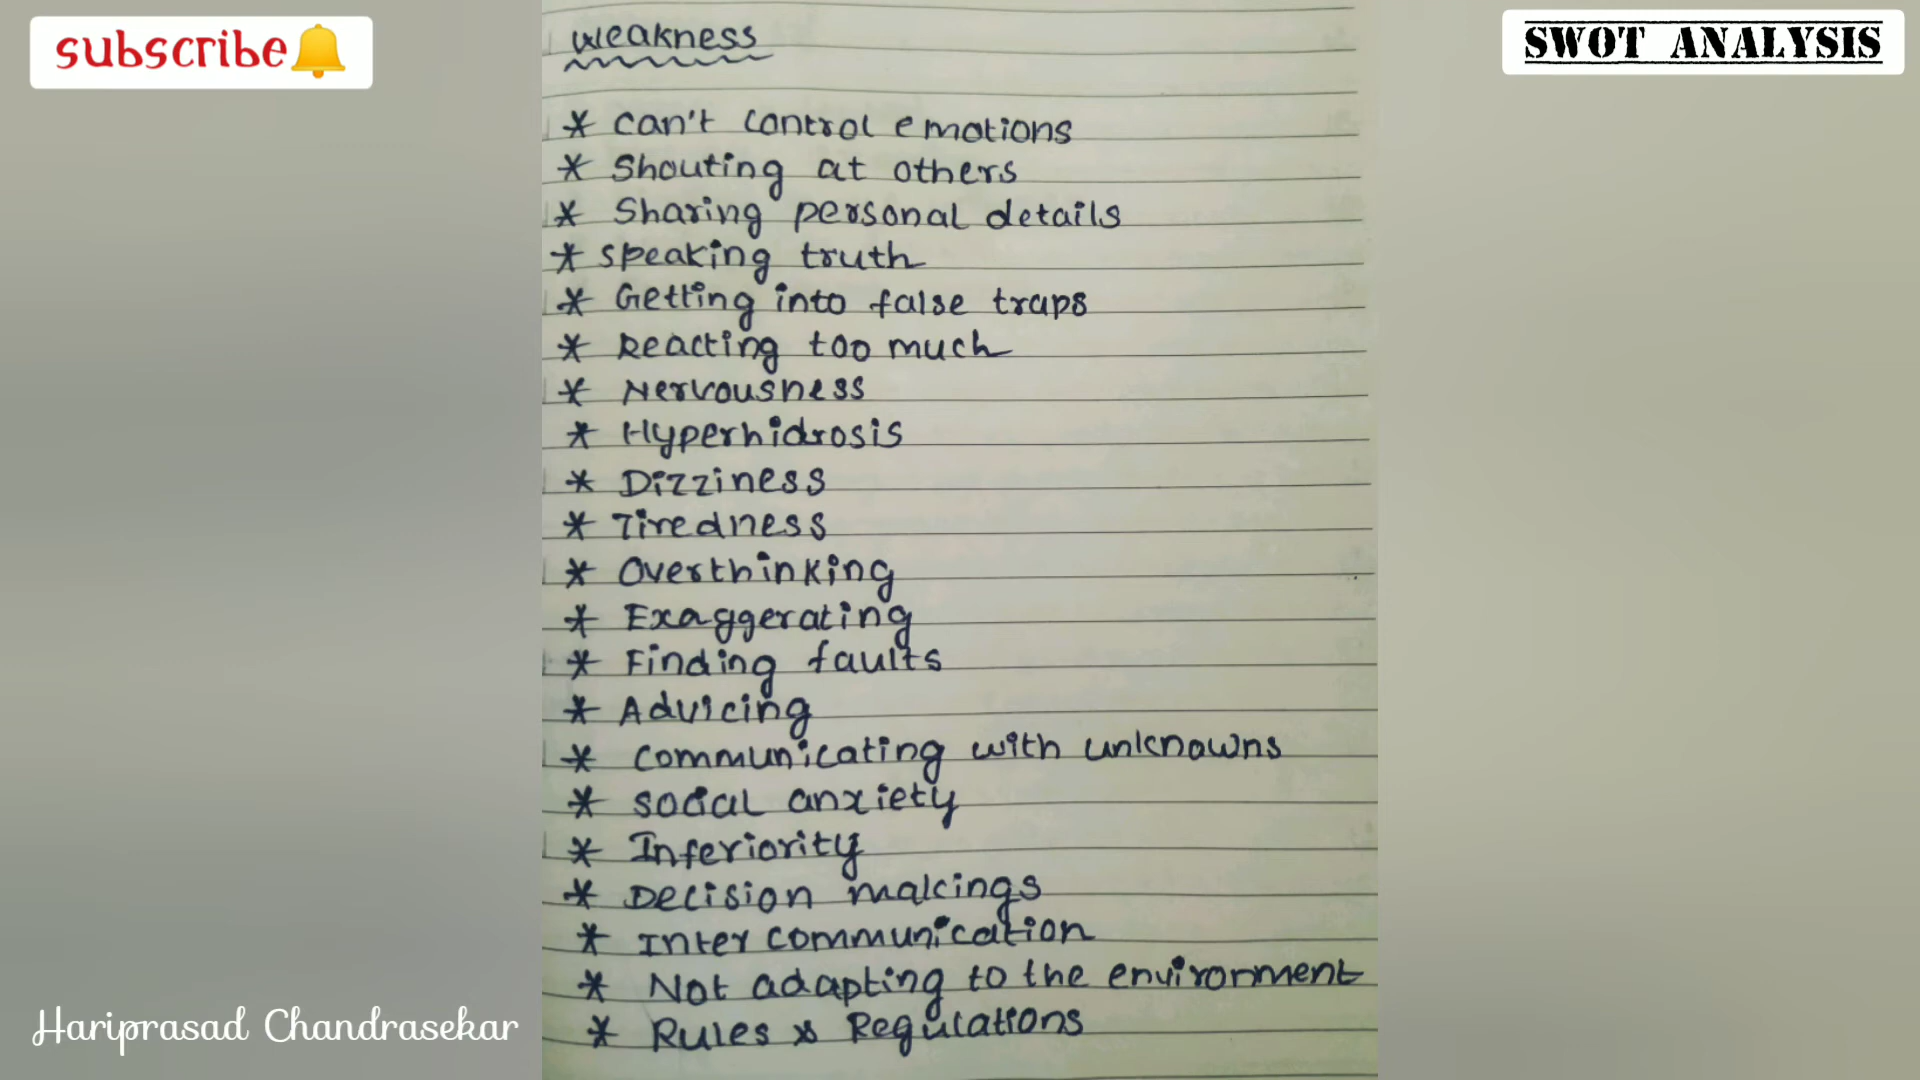 subscribe
SWOT ANALYSIS
Weakness
* Can't control emotions
* Shouting at others
* Sharing personal details
* Speaking truth
* Getting into false traps
* Reacting too much
* Nervousness
* Hyperhidrosis
* Dizziness
* Tiredness
* Overthinking
* Exaggerating
* Finding faults
* Advicing
* Communicating with unknowns
* Social anxiety
* Inferiority
* Decision makings
* Inter communication
* Not adapting to the environment
* Rules & Regulations
Hariprasad Chandrasekar